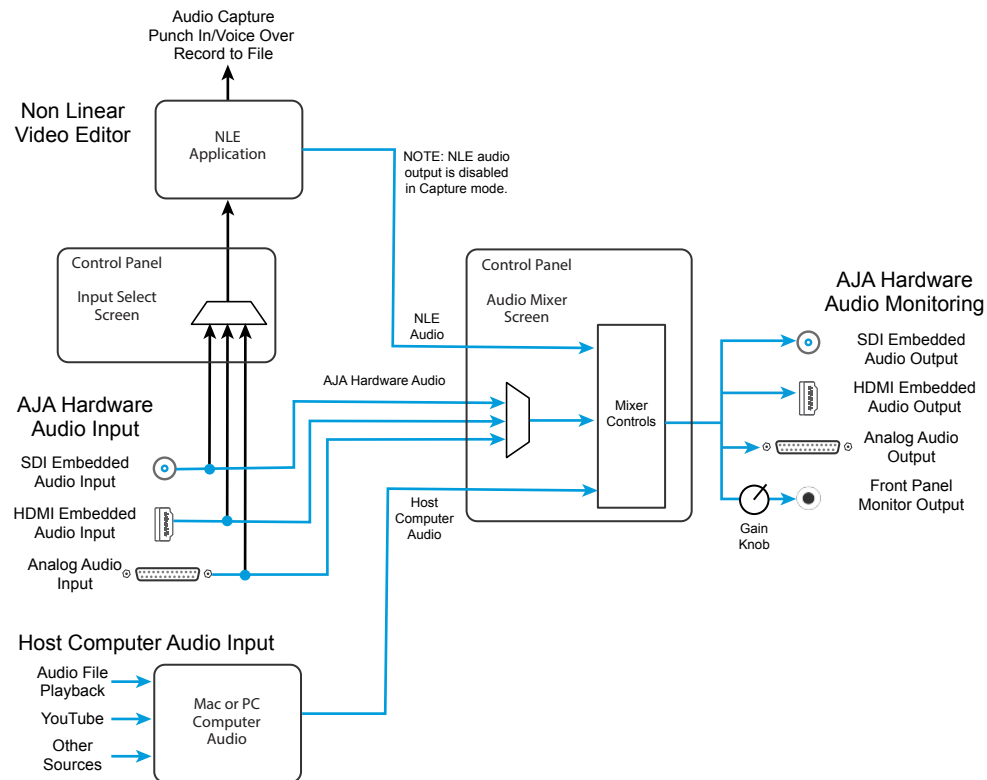 Audio Capture
Punch In/Voice Over
Record to File
Non Linear
Video Editor
NLE
Application
NOTE: NLE audio
output is disabled
in Capture mode.
Control Panel
Input Select
Screen
Control Panel
Audio Mixer
Screen
NLE
Audio
AJA Hardware Audio
Mixer
Controls
Host
Computer
Audio
AJA Hardware
Audio Monitoring
SDI Embedded
Audio Output
HDMI Embedded
Audio Output
Analog Audio
Output
Front Panel
Monitor Output
Gain
Knob
AJA Hardware
Audio Input
SDI Embedded
Audio Input
HDMI Embedded
Audio Input
Analog Audio
Input
Host Computer Audio Input
Audio File
Playback
YouTube
Other
Sources
Mac or PC
Computer
Audio